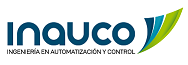 inauco
INGENIERÍA EN AUTOMATIZACIÓN Y CONTROL